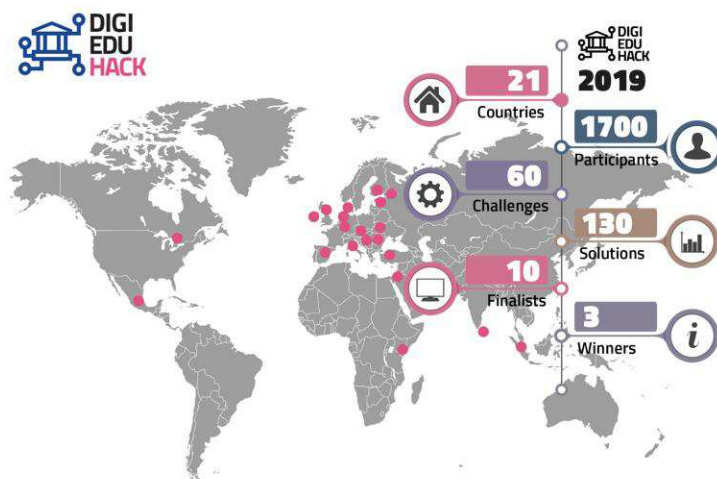 DIGI
EDU
HACK
DIGI
EDU
HACK
2019
21
Countries
1700
Participants
60
Challenges
130
Solutions
10
Finalists
3
Winners
i